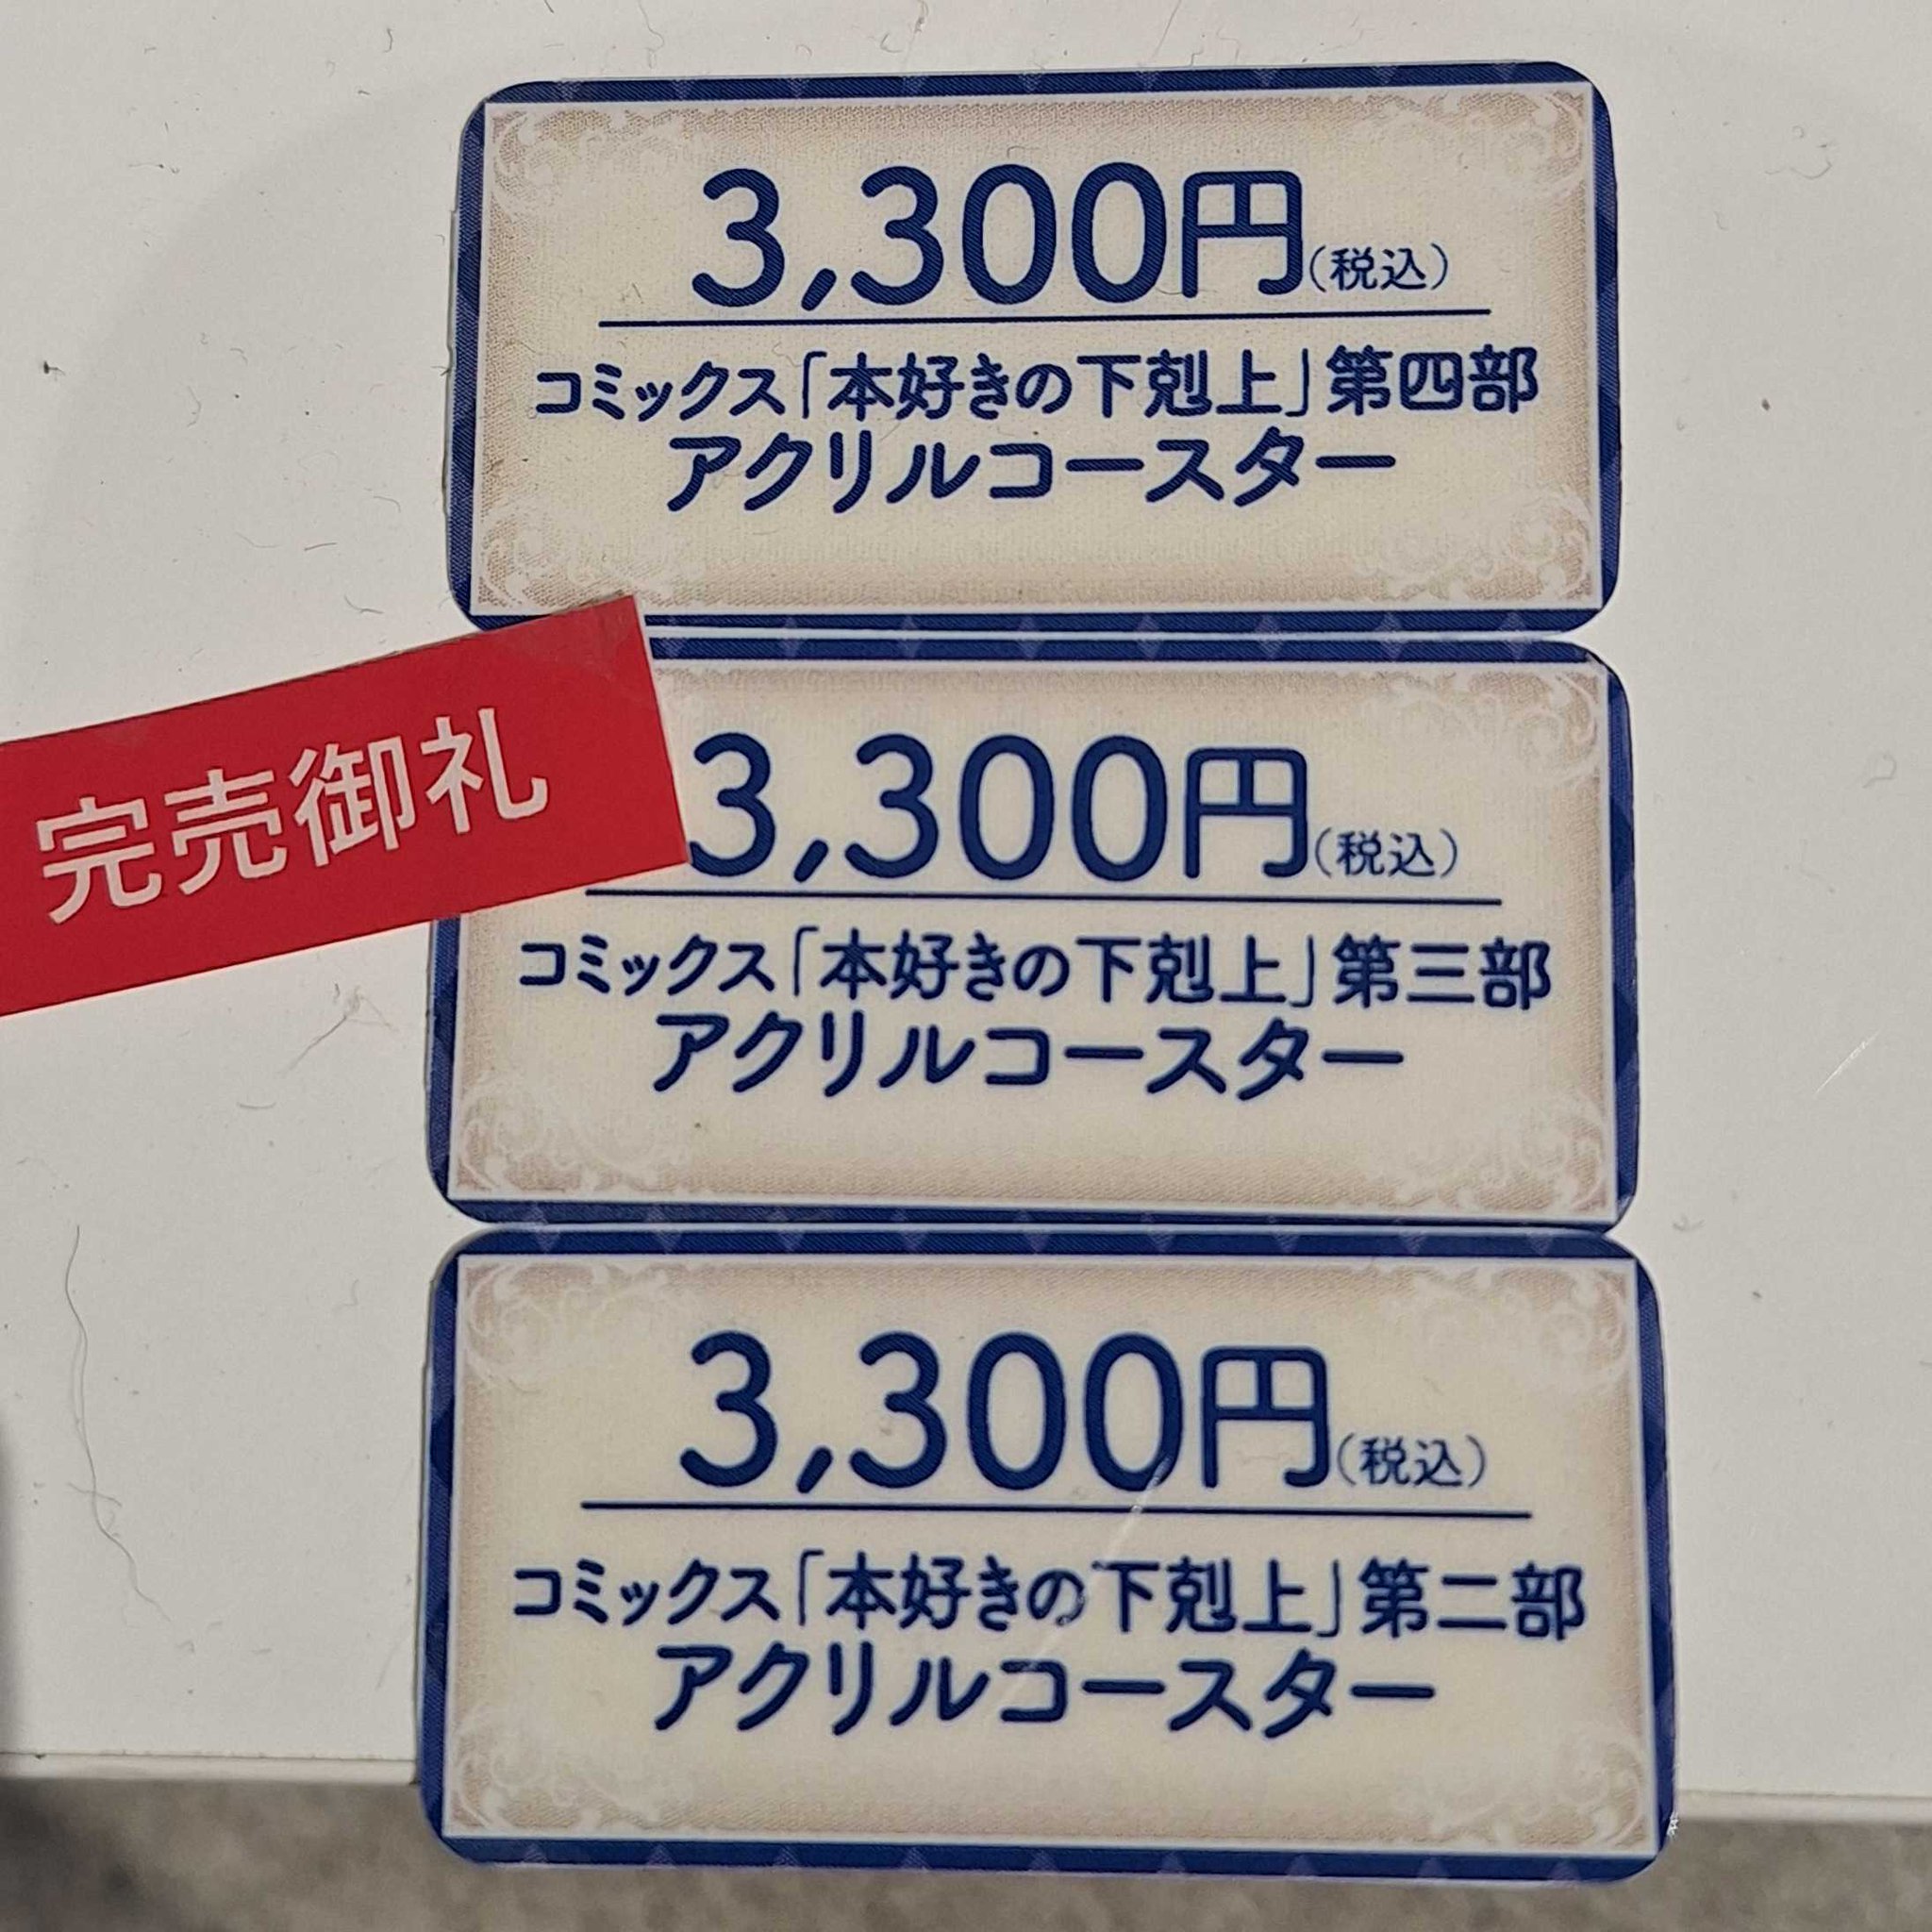 3,300円(税込)
コミックス「本好きの下剋上」第四部
アクリルコースター
完売御礼
3,300円(税込)
コミックス「本好きの下剋上」第三部
アクリルコースター
3,300円(税込)
コミックス「本好きの下剋上」第二部
アクリルコースター